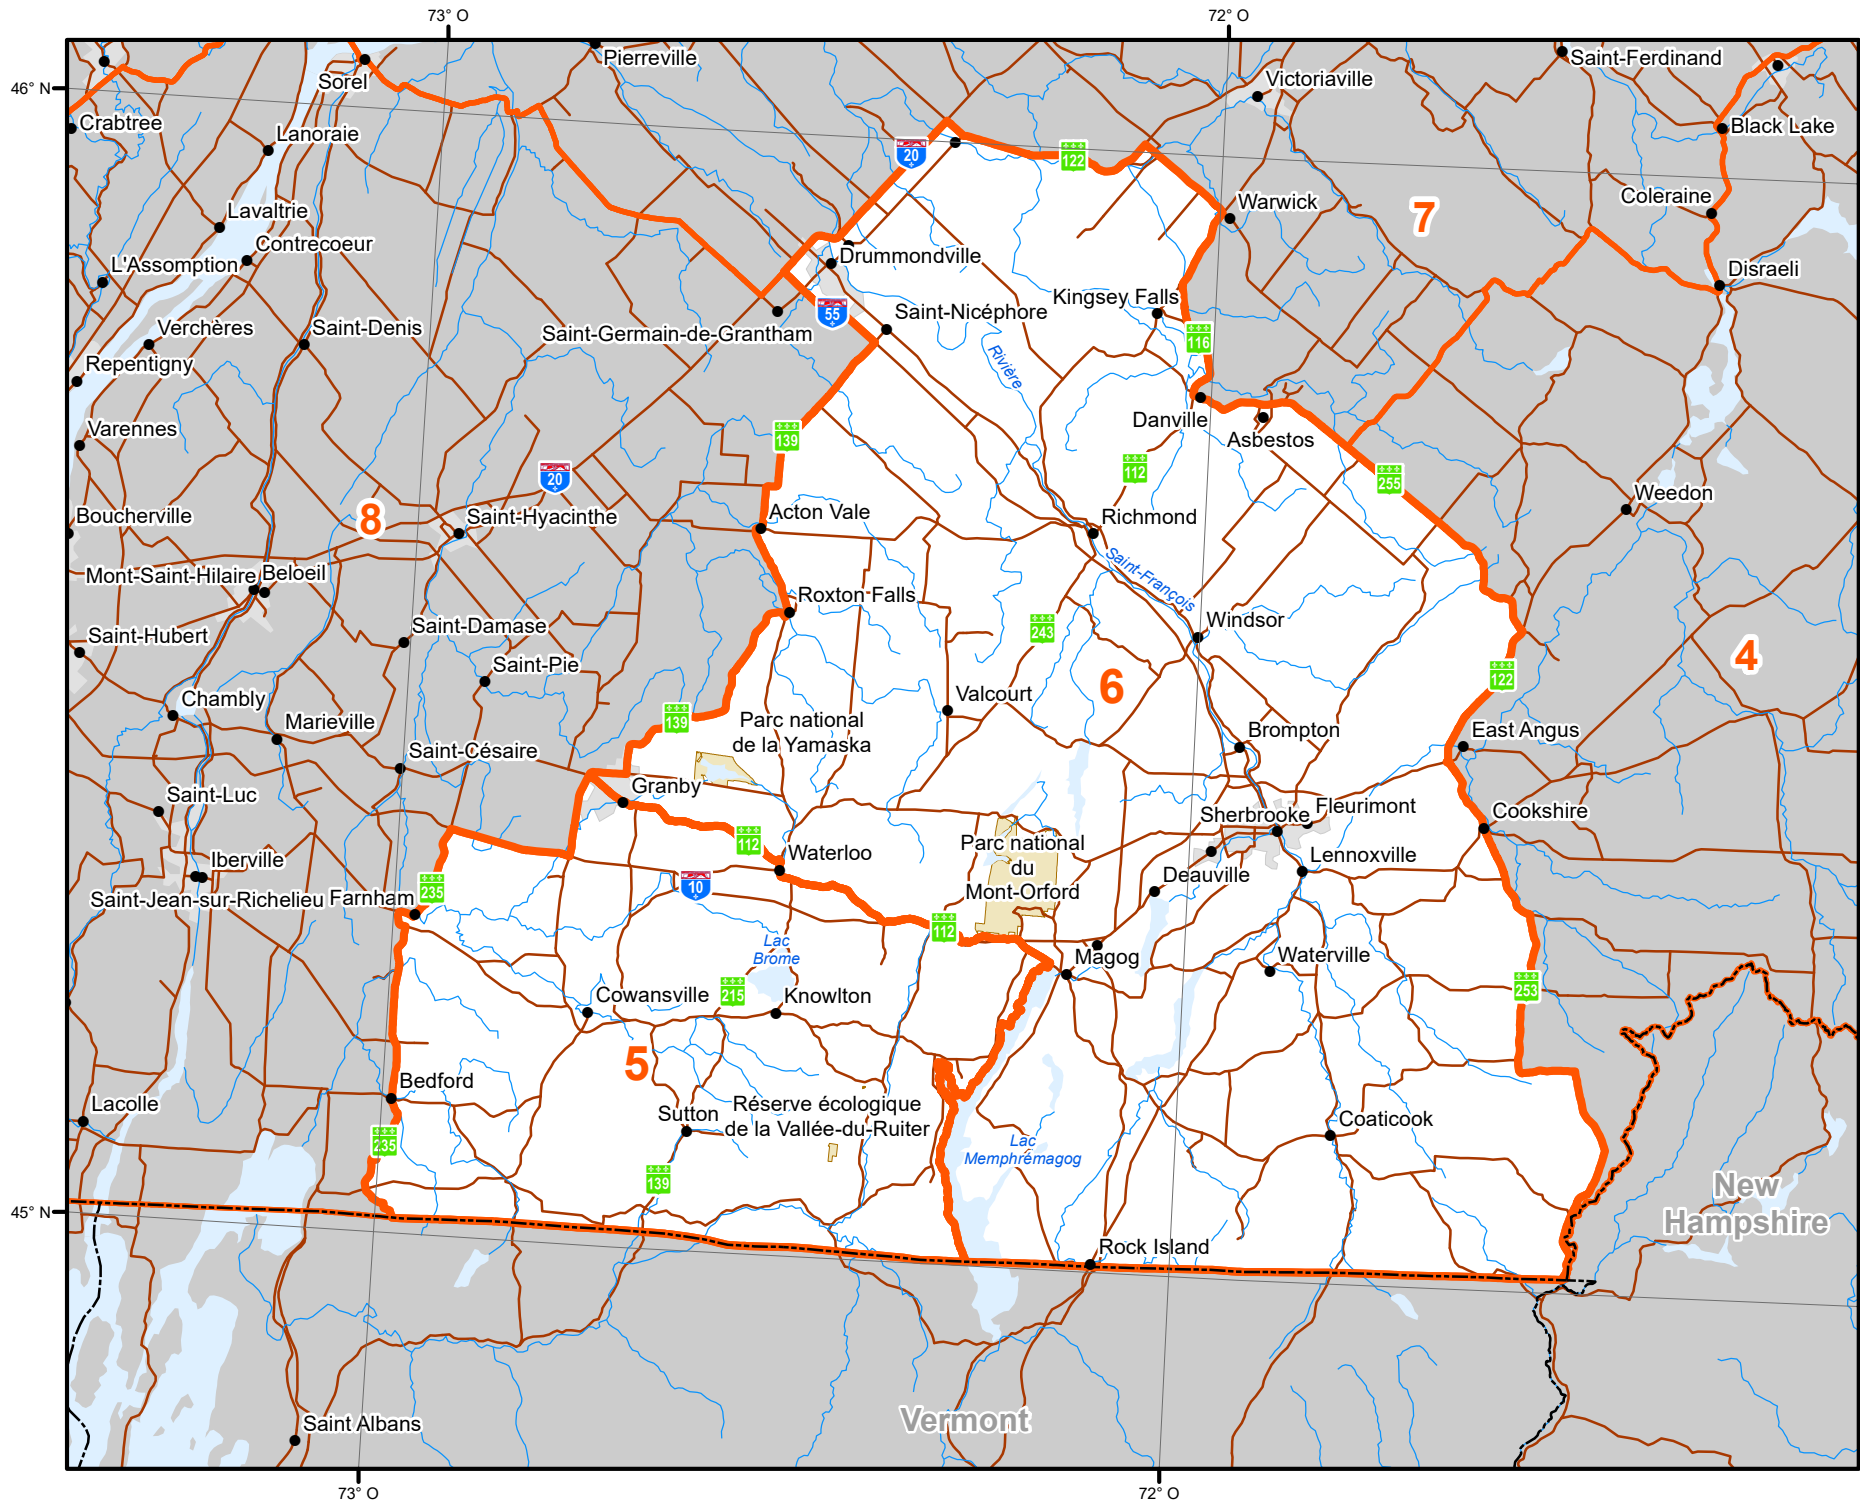 73° O
72° O
46° N
Pierreville
Saint-Ferdinand
Sorel
Victoriaville
Crabtree
Lanoraie
Black Lake
20
122
Lavaltrie
Warwick
Coleraine
7
Contrecoeur
L'Assomption
Drummondville
Disraeli
Kingsey Falls
Saint-Nicéphore
55
Verchères
Saint-Denis
Saint-Germain-de-Grantham
116
Repentigny
Rivière
Danville
Varennes
139
Asbestos
112
20
255
Weedon
8
Boucherville
Saint-Hyacinthe
Acton Vale
Richmond
Saint-François
Mont-Saint-Hilaire
Beloeil
Roxton Falls
Saint-Hubert
Saint-Damase
243
Windsor
4
Saint-Pie
122
6
Chambly
Valcourt
Marieville
139
Parc national
de la Yamaska
Brompton
East Angus
Saint-Césaire
Saint-Luc
Granby
Sherbrooke
Fleurimont
Cookshire
112
Waterloo
Parc national
du
Mont-Orford
Iberville
Lennoxville
Deauville
10
235
Saint-Jean-sur-Richelieu
Farnham
112
Lac
Brome
Magog
Waterville
Cowansville
215
Knowlton
253
5
Bedford
Lacolle
Sutton
Réserve écologique
de la Vallée-du-Ruiter
Coaticook
235
Lac
Memphrémagog
139
New
Hampshire
45° N
Rock Island
Saint Albans
Vermont
73° O
72° O